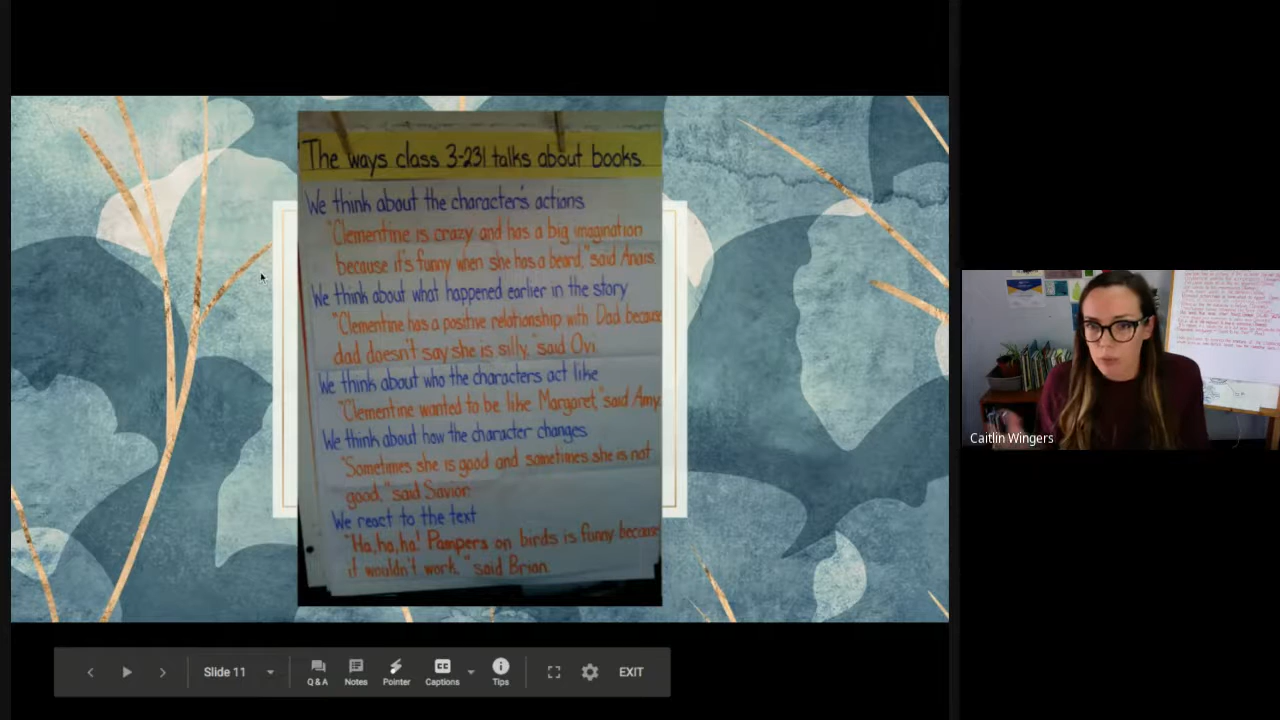 The ways class 3-231 talks about books
We think about the character's actions
"Clementine is crazy and has a big imagination
because it's funny when she has a beard," said Anais.
We think about what happened earlier in the story
"Clementine has a positive relationship with Dad because
dad doesn't say she is silly," said Ovi.
We think about who the characters act like
"Clementine wanted to be like Margaret," said Amy.
We think about how the character changes
"Sometimes she is good and sometimes she is not
good," said Savior.
We react to the text
"Ha, ha, ha! Pampers on birds is funny because
it wouldn't work." said Brian.
Caitlin Wingers
Slide 11
Q & A
Notes
Pointer
Captions
Tips
EXIT